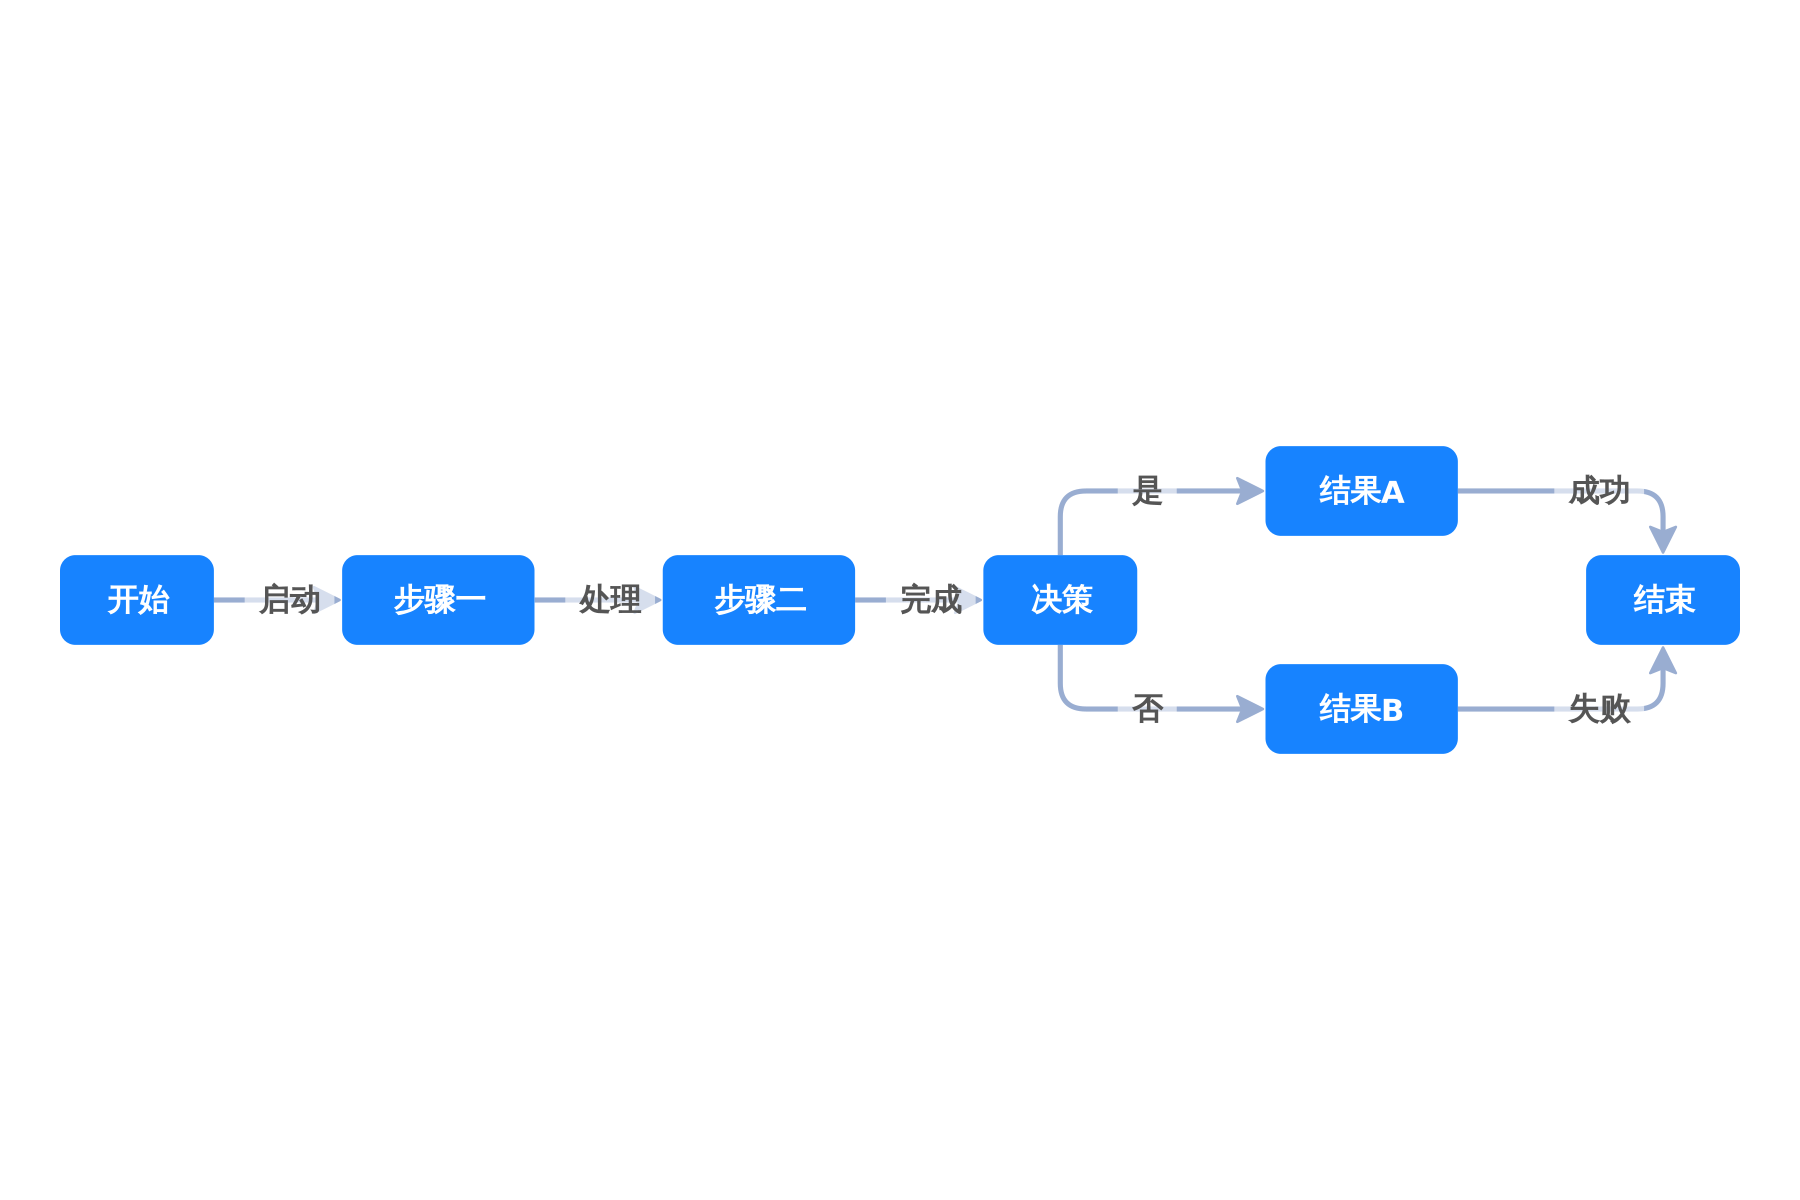 开始
启动
步骤一
处理
步骤二
完成
决策
是
结果A
成功
否
结果B
失败
结束